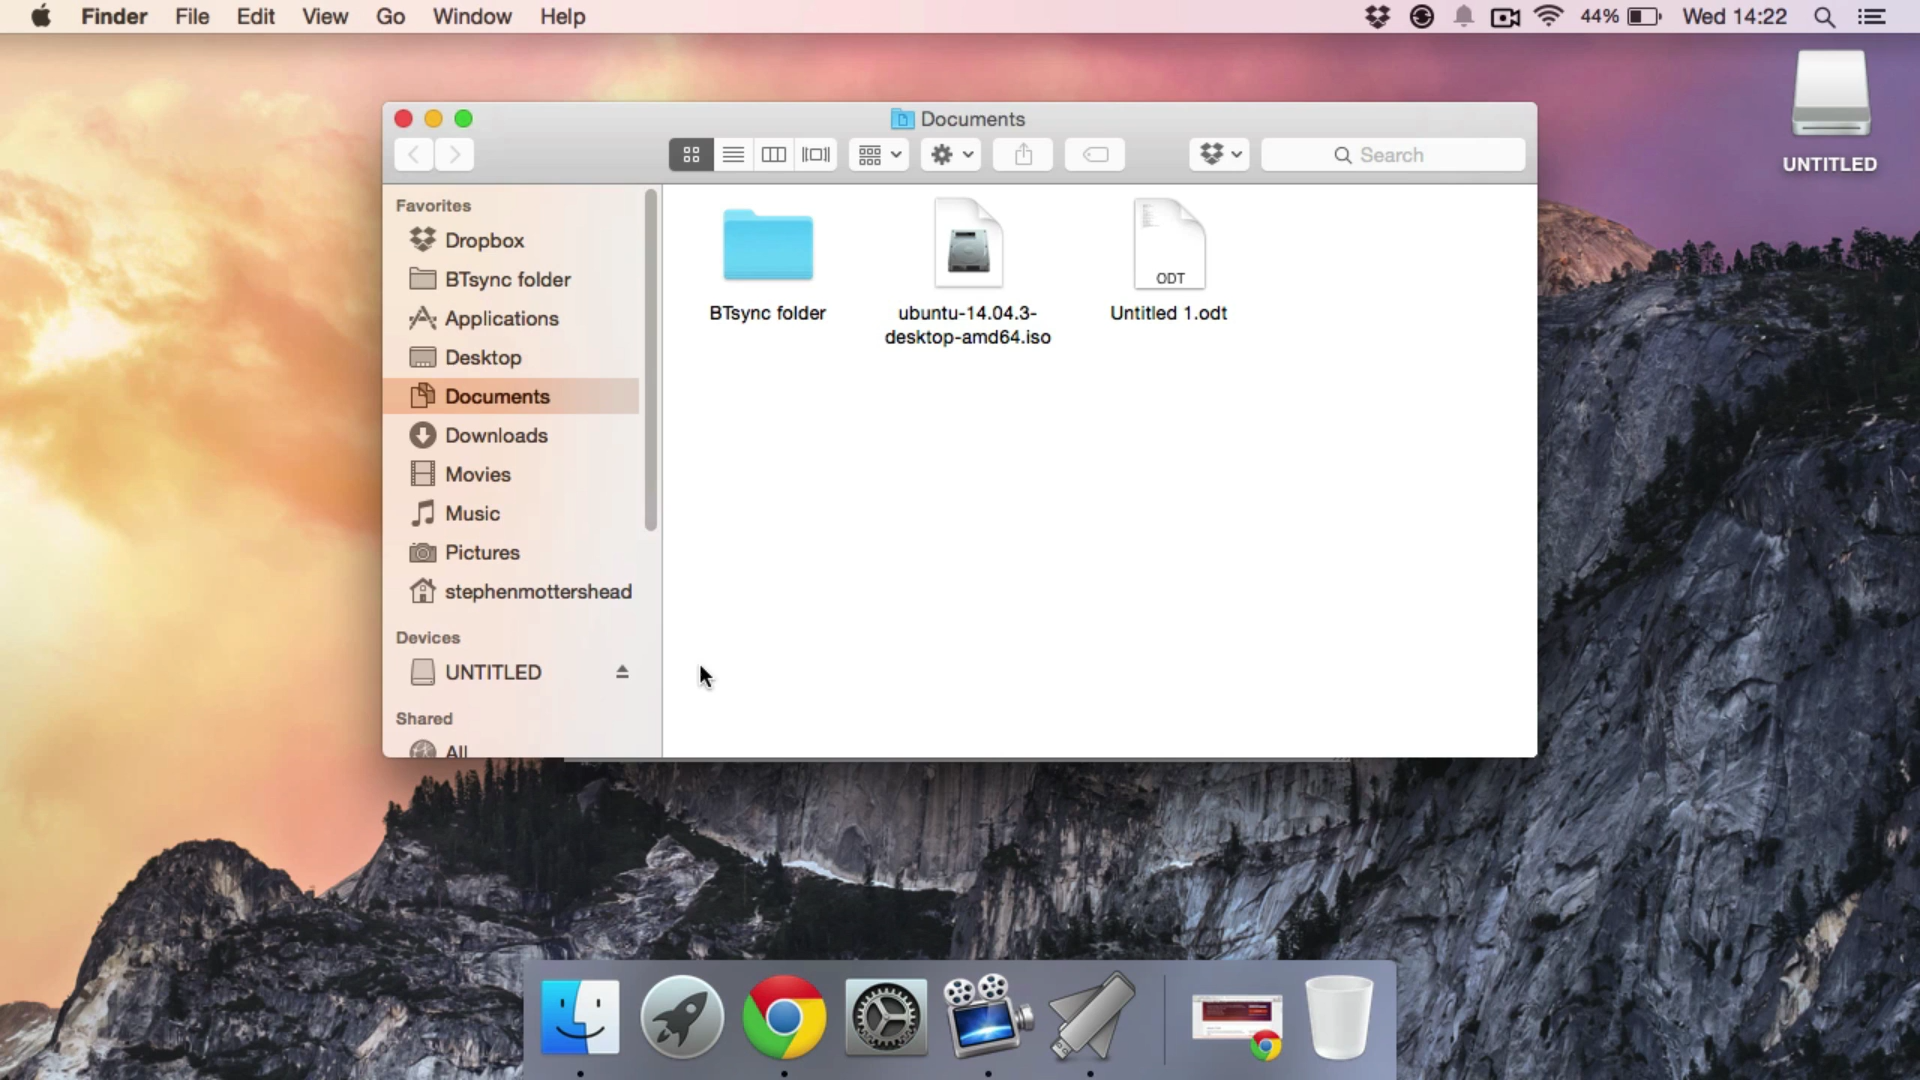 Finder File Edit View Go Window Help 44% Wed 14:22
UNTITLED
Documents
Search
Favorites
Dropbox
BTsync folder
Applications
Desktop
Documents
Downloads
Movies
Music
Pictures
stephenmottershead
Devices
UNTITLED
Shared
All
BTsync folder
ubuntu-14.04.3-
desktop-amd64.iso
ODT
Untitled 1.odt